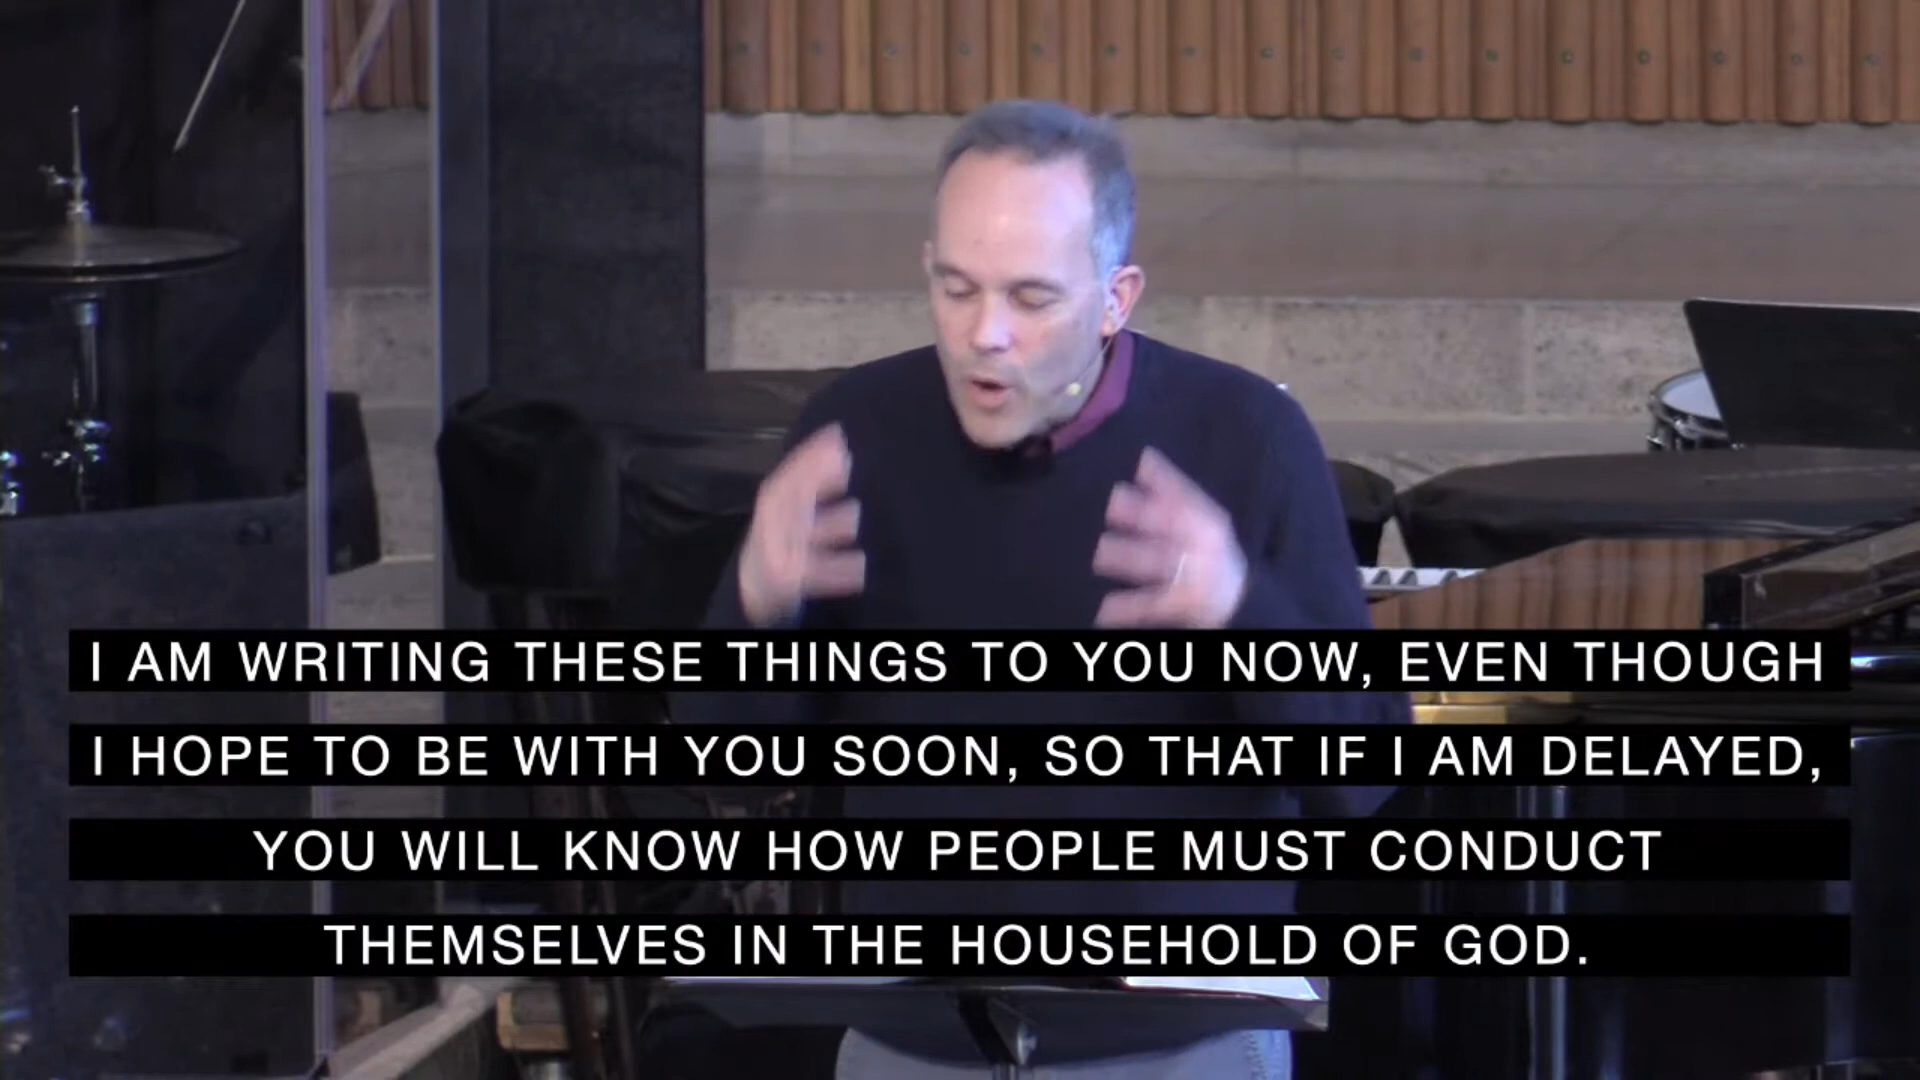 I AM WRITING THESE THINGS TO YOU NOW, EVEN THOUGH
I HOPE TO BE WITH YOU SOON, SO THAT IF I AM DELAYED,
YOU WILL KNOW HOW PEOPLE MUST CONDUCT
THEMSELVES IN THE HOUSEHOLD OF GOD.